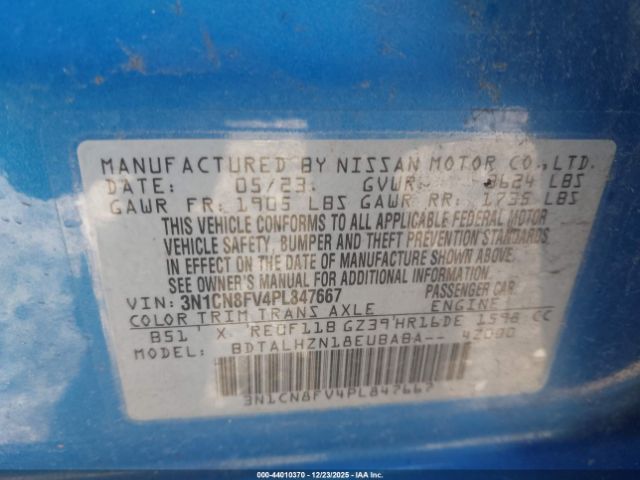 MANUFACTURED BY NISSAN MOTOR CO.,LTD.
DATE: 05/23 GVWR 3624 LBS
GAWR FR: 1905 LBS GAWR RR: 1735 LBS
THIS VEHICLE CONFORMS TO ALL APPLICABLE FEDERAL MOTOR
VEHICLE SAFETY, BUMPER AND THEFT PREVENTION STANDARDS
IN EFFECT ON THE DATE OF MANUFACTURE SHOWN ABOVE.
SEE OWNER'S MANUAL FOR ADDITIONAL INFORMATION
VIN: 3N1CN8FV4PL847667 PASSENGER CAR
COLOR TRIM TRANS AXLE ENGINE
B51 X RE0F11B GZ39 HR16DE 1598 CC
MODEL: BDTALHZN18EUBABA-- 42080
3N1CN8FV4PL847667
000-44010370 - 12/23/2025 - IAA Inc.